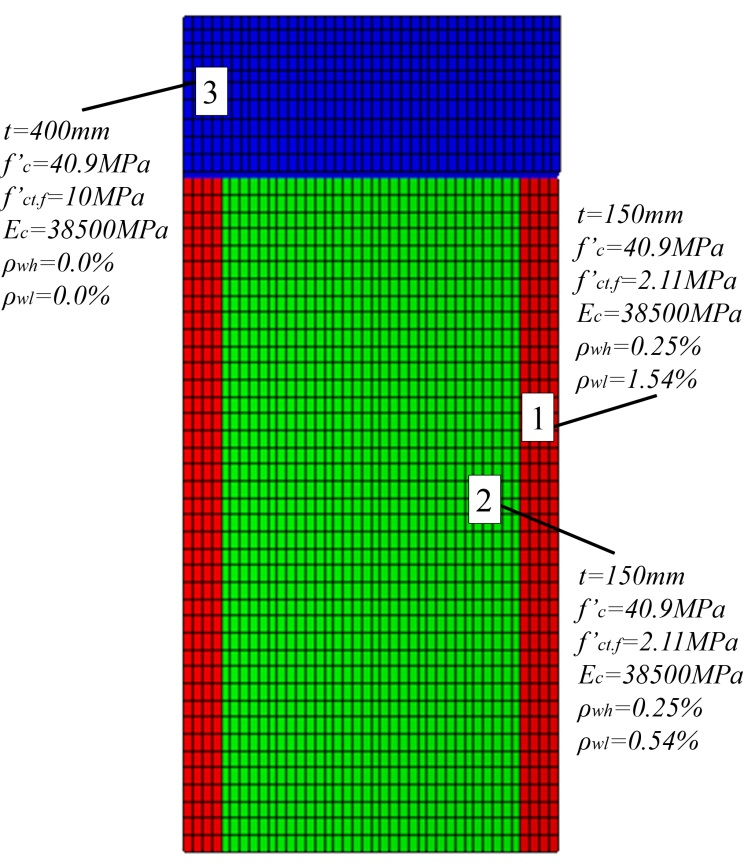 3
t=400mm
f'c=40.9MPa
f'ct.f=10MPa
Ec=38500MPa
ρwh=0.0%
ρwl=0.0%
t=150mm
f'c=40.9MPa
f'ct.f=2.11MPa
Ec=38500MPa
ρwh=0.25%
ρwl=1.54%
1
2
t=150mm
f'c=40.9MPa
f'ct.f=2.11MPa
Ec=38500MPa
ρwh=0.25%
ρwl=0.54%